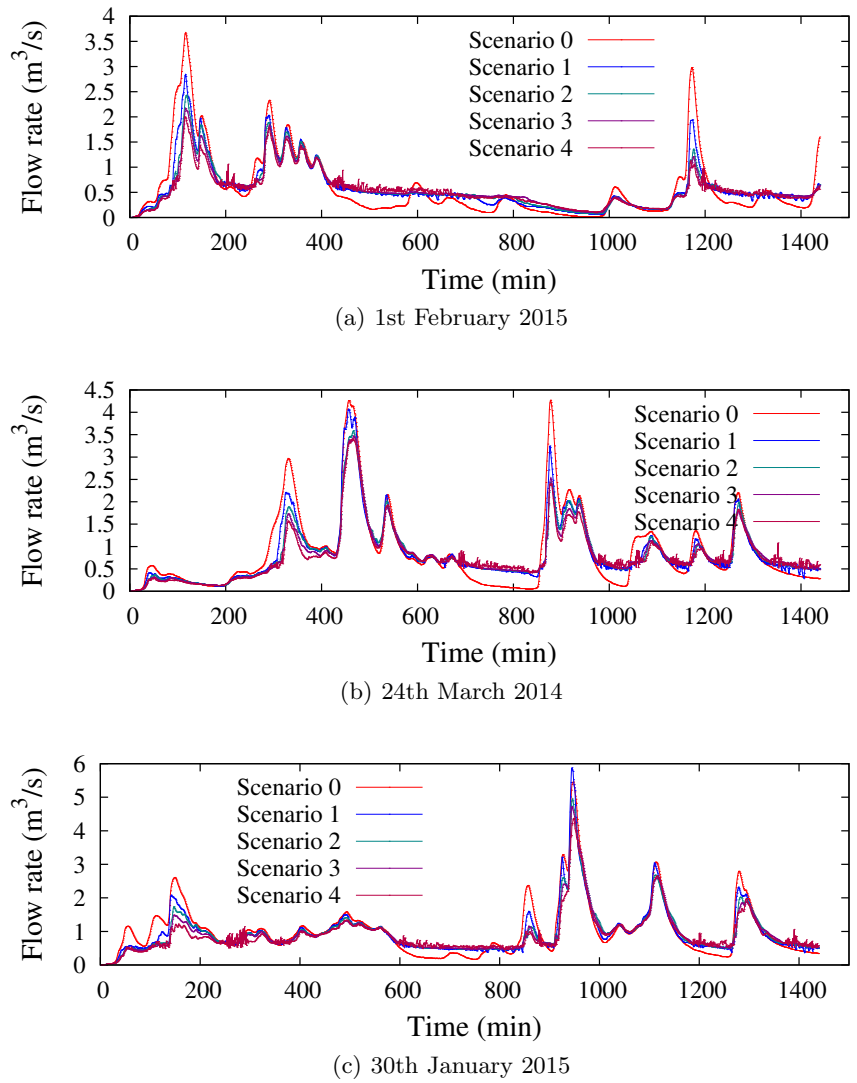 4
3.5
3
2.5
2
1.5
1
0.5
0
Flow rate (m³/s)
Scenario 0
Scenario 1
Scenario 2
Scenario 3
Scenario 4
0 200 400 600 800 1000 1200 1400
Time (min)
(a) 1st February 2015
4.5
4
3.5
3
2.5
2
1.5
1
0.5
0
Flow rate (m³/s)
Scenario 0
Scenario 1
Scenario 2
Scenario 3
Scenario 4
0 200 400 600 800 1000 1200 1400
Time (min)
(b) 24th March 2014
6
5
4
3
2
1
0
Flow rate (m³/s)
Scenario 0
Scenario 1
Scenario 2
Scenario 3
Scenario 4
0 200 400 600 800 1000 1200 1400
Time (min)
(c) 30th January 2015